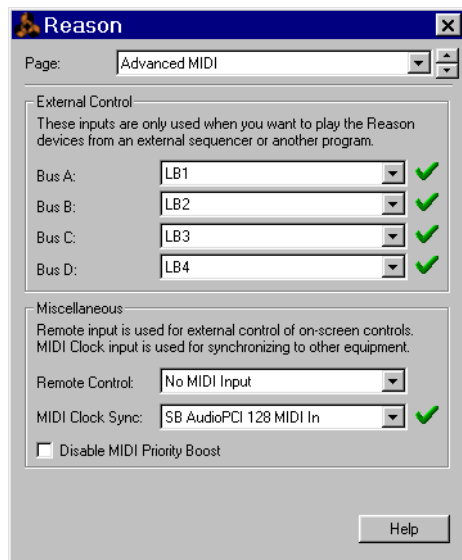 Reason
Page: Advanced MIDI
External Control
These inputs are only used when you want to play the Reason
devices from an external sequencer or another program.
Bus A: LB1
Bus B: LB2
Bus C: LB3
Bus D: LB4
Miscellaneous
Remote input is used for external control of on-screen controls.
MIDI Clock input is used for synchronizing to other equipment.
Remote Control: No MIDI Input
MIDI Clock Sync: SB AudioPCI 128 MIDI In
Disable MIDI Priority Boost
Help